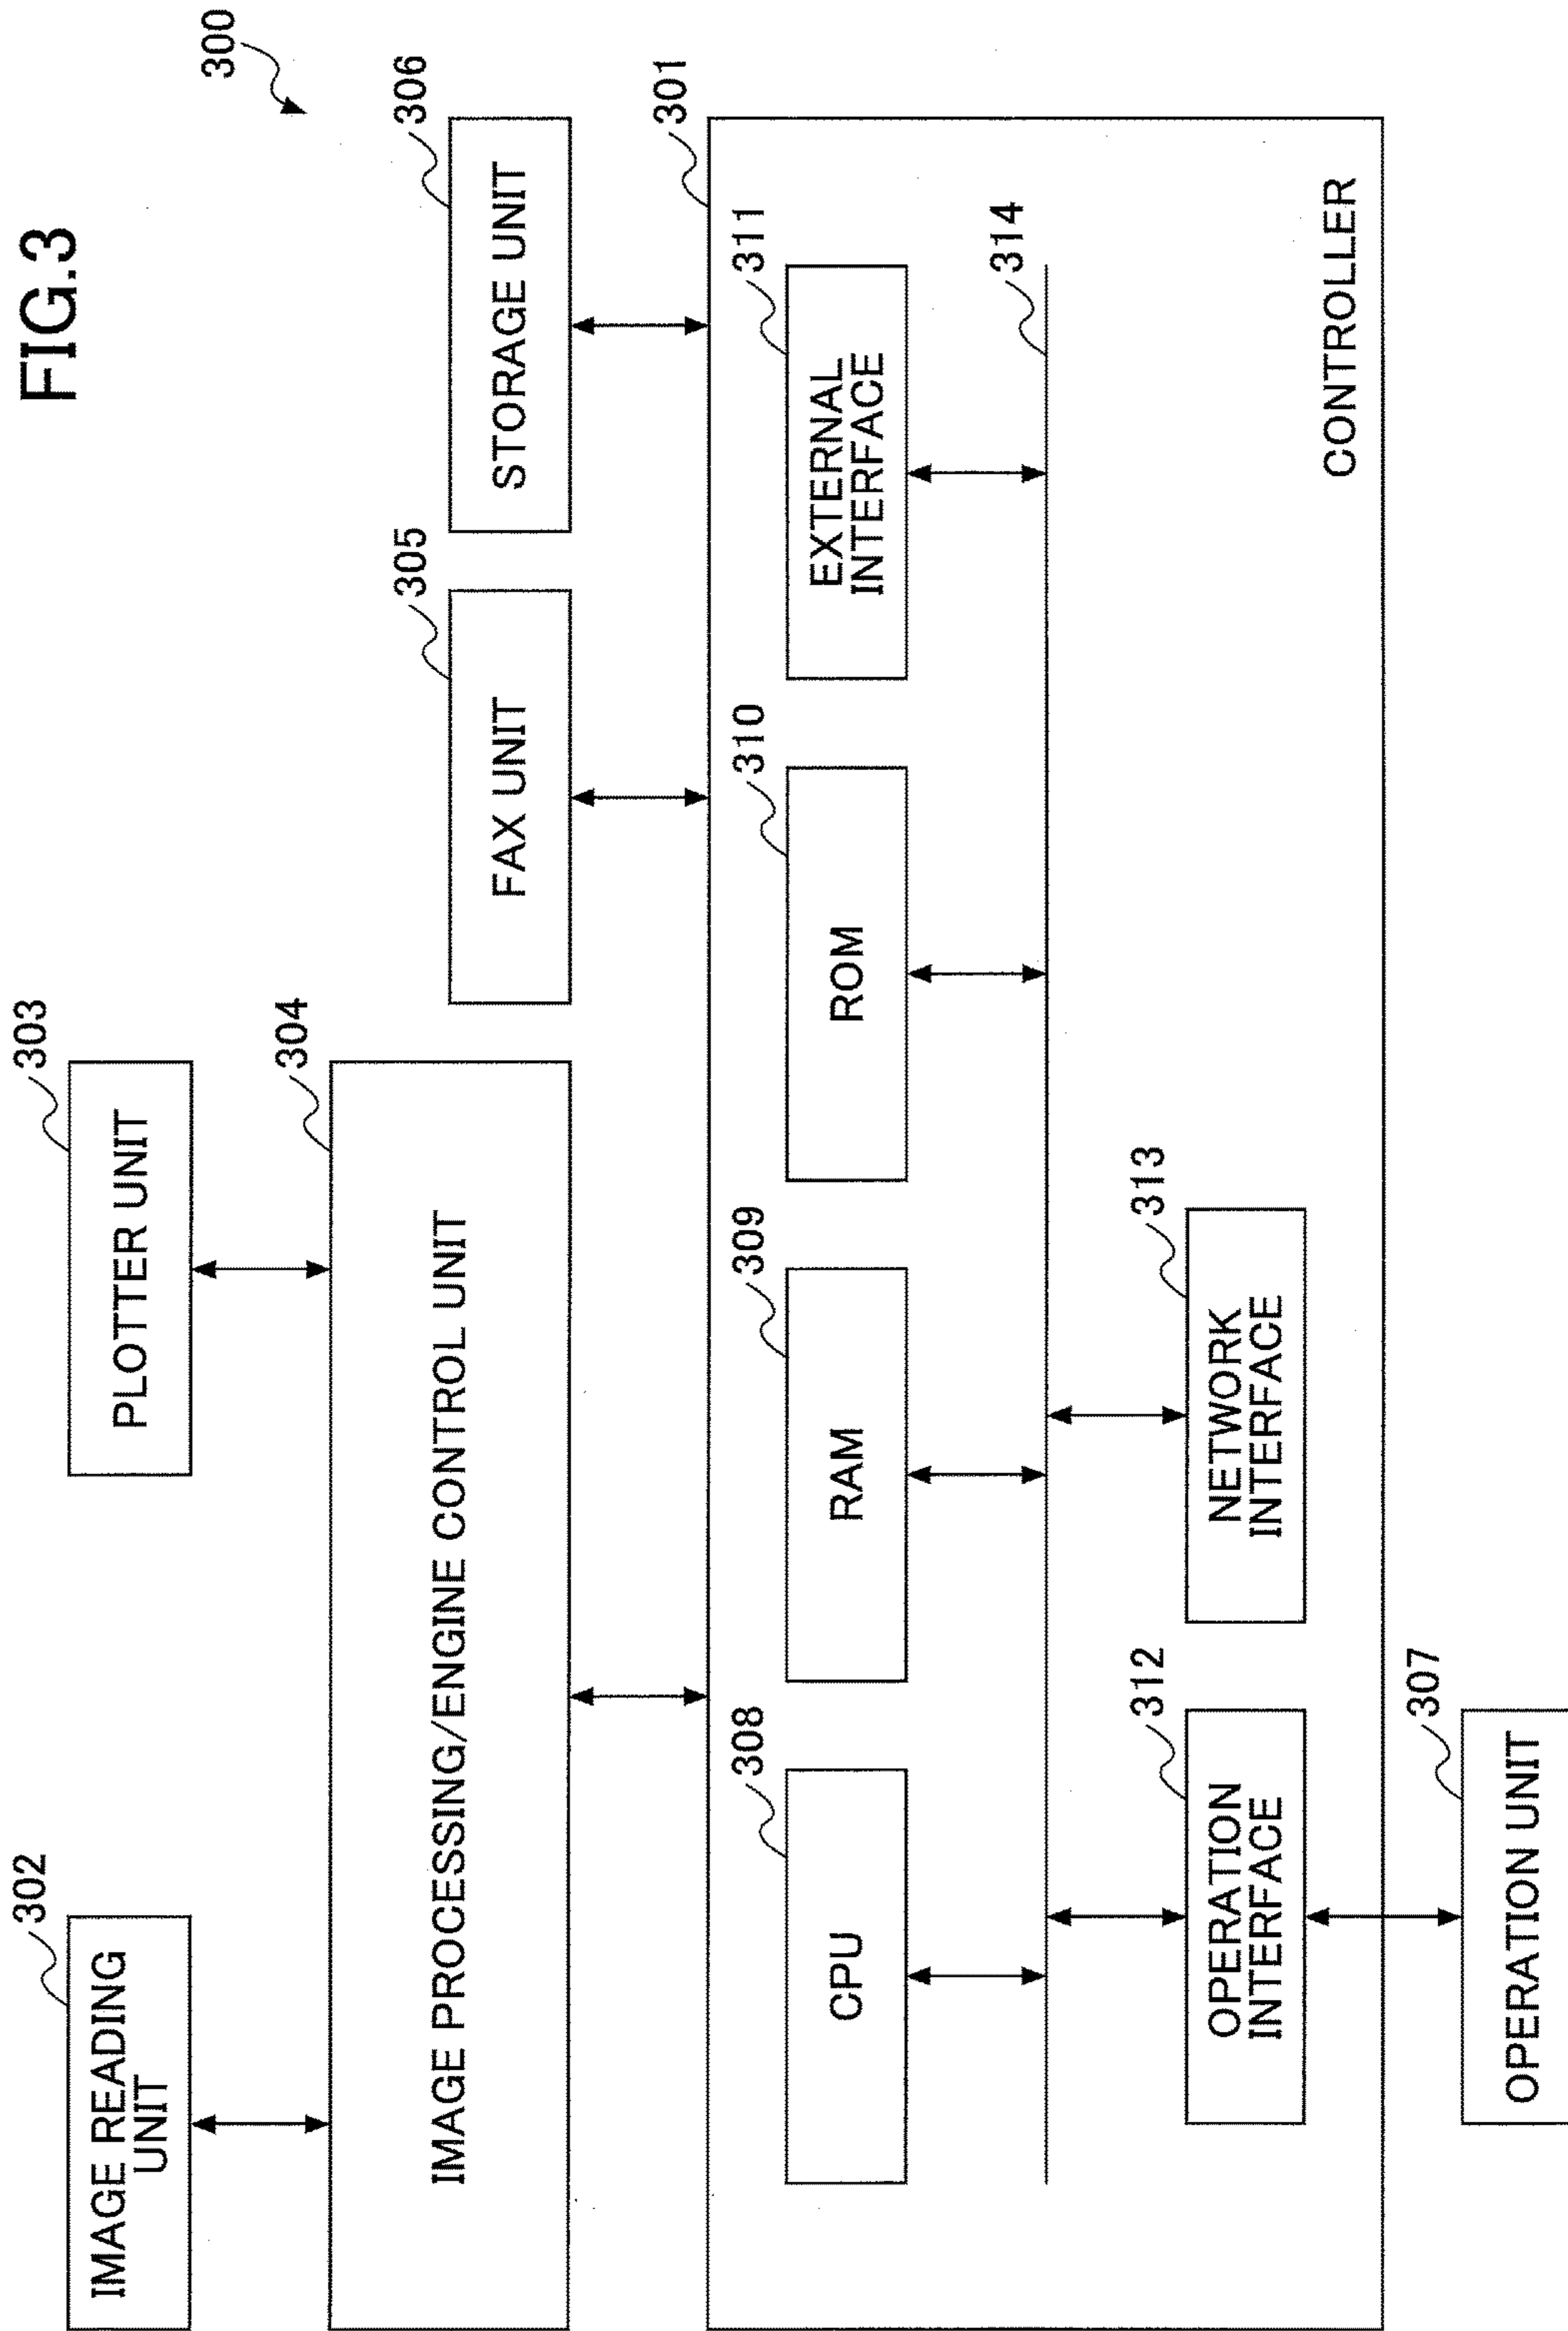 FIG.3
300
302
IMAGE READING
UNIT
303
PLOTTER UNIT
304
IMAGE PROCESSING/ENGINE CONTROL UNIT
305
FAX UNIT
306
STORAGE UNIT
301
308
CPU
309
RAM
310
ROM
311
EXTERNAL
INTERFACE
314
312
OPERATION
INTERFACE
313
NETWORK
INTERFACE
CONTROLLER
307
OPERATION UNIT